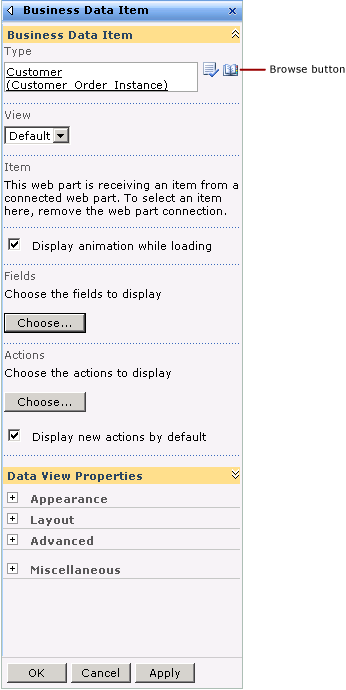 Business Data Item
Business Data Item
Type
Customer
(Customer_Order_Instance)
Browse button
View
Default
Item
This web part is receiving an item from a
connected web part. To select an item
here, remove the web part connection.
Display animation while loading
Fields
Choose the fields to display
Choose...
Actions
Choose the actions to display
Choose...
Display new actions by default
Data View Properties
Appearance
Layout
Advanced
Miscellaneous
OK Cancel Apply